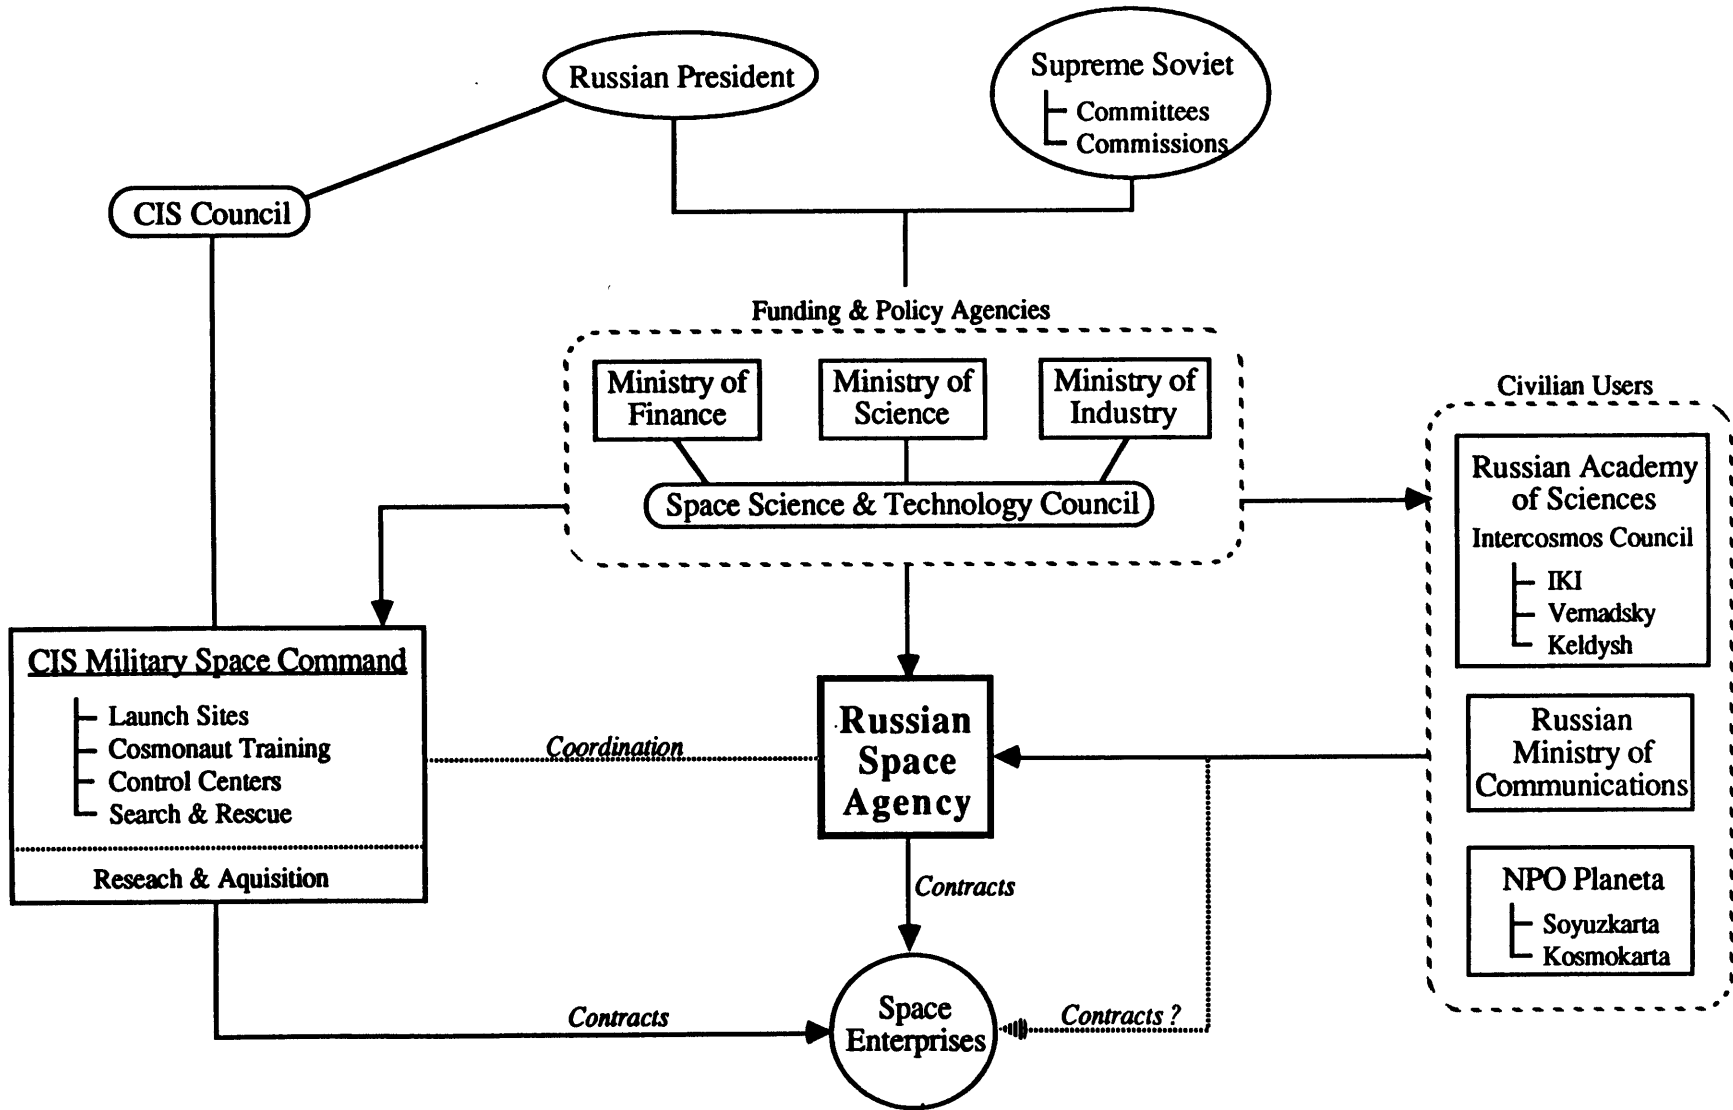 Russian President
Supreme Soviet
Committees
Commissions
CIS Council
Funding & Policy Agencies
Ministry of
Finance
Ministry of
Science
Ministry of
Industry
Space Science & Technology Council
Civilian Users
Russian Academy
of Sciences
Intercosmos Council
IKI
Vernadsky
Keldysh
Russian
Ministry of
Communications
NPO Planeta
Soyuzkarta
Kosmokarta
CIS Military Space Command
Launch Sites
Cosmonaut Training
Control Centers
Search & Rescue
Reseach & Aquisition
Coordination
Russian
Space
Agency
Contracts
Contracts
Space
Enterprises
Contracts ?